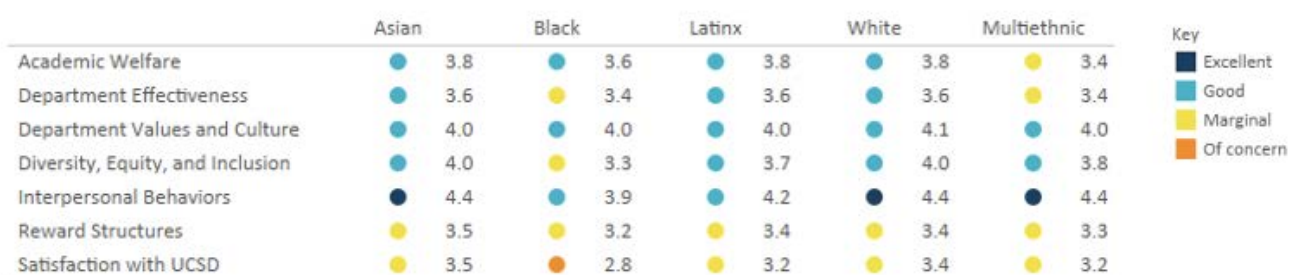 Asian Black Latinx White Multiethnic
Key
Academic Welfare 3.8 3.6 3.8 3.8 3.4
Excellent
Department Effectiveness 3.6 3.4 3.6 3.6 3.4
Good
Department Values and Culture 4.0 4.0 4.0 4.1 4.0
Marginal
Diversity, Equity, and Inclusion 4.0 3.3 3.7 4.0 3.8
Of concern
Interpersonal Behaviors 4.4 3.9 4.2 4.4 4.4
Reward Structures 3.5 3.2 3.4 3.4 3.3
Satisfaction with UCSD 3.5 2.8 3.2 3.4 3.2